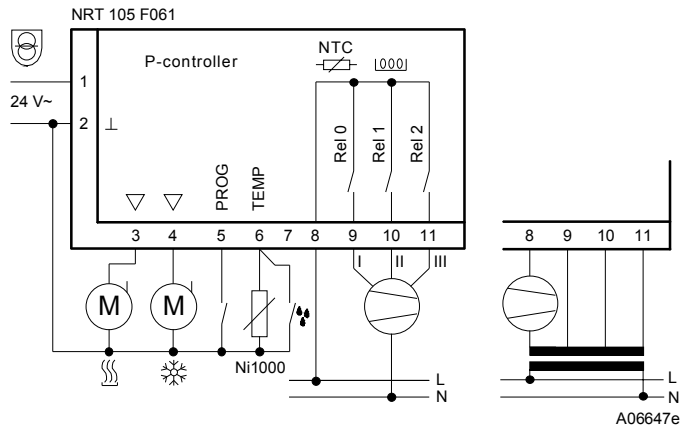 NRT 105 F061
P-controller
NTC
1
24 V~
2
⊥
Rel 0
Rel 1
Rel 2
PROG
TEMP
3 4 5 6 7 8 9 10 11
8 9 10 11
I II III
M M
Ni1000
L
N
L
N
A06647e